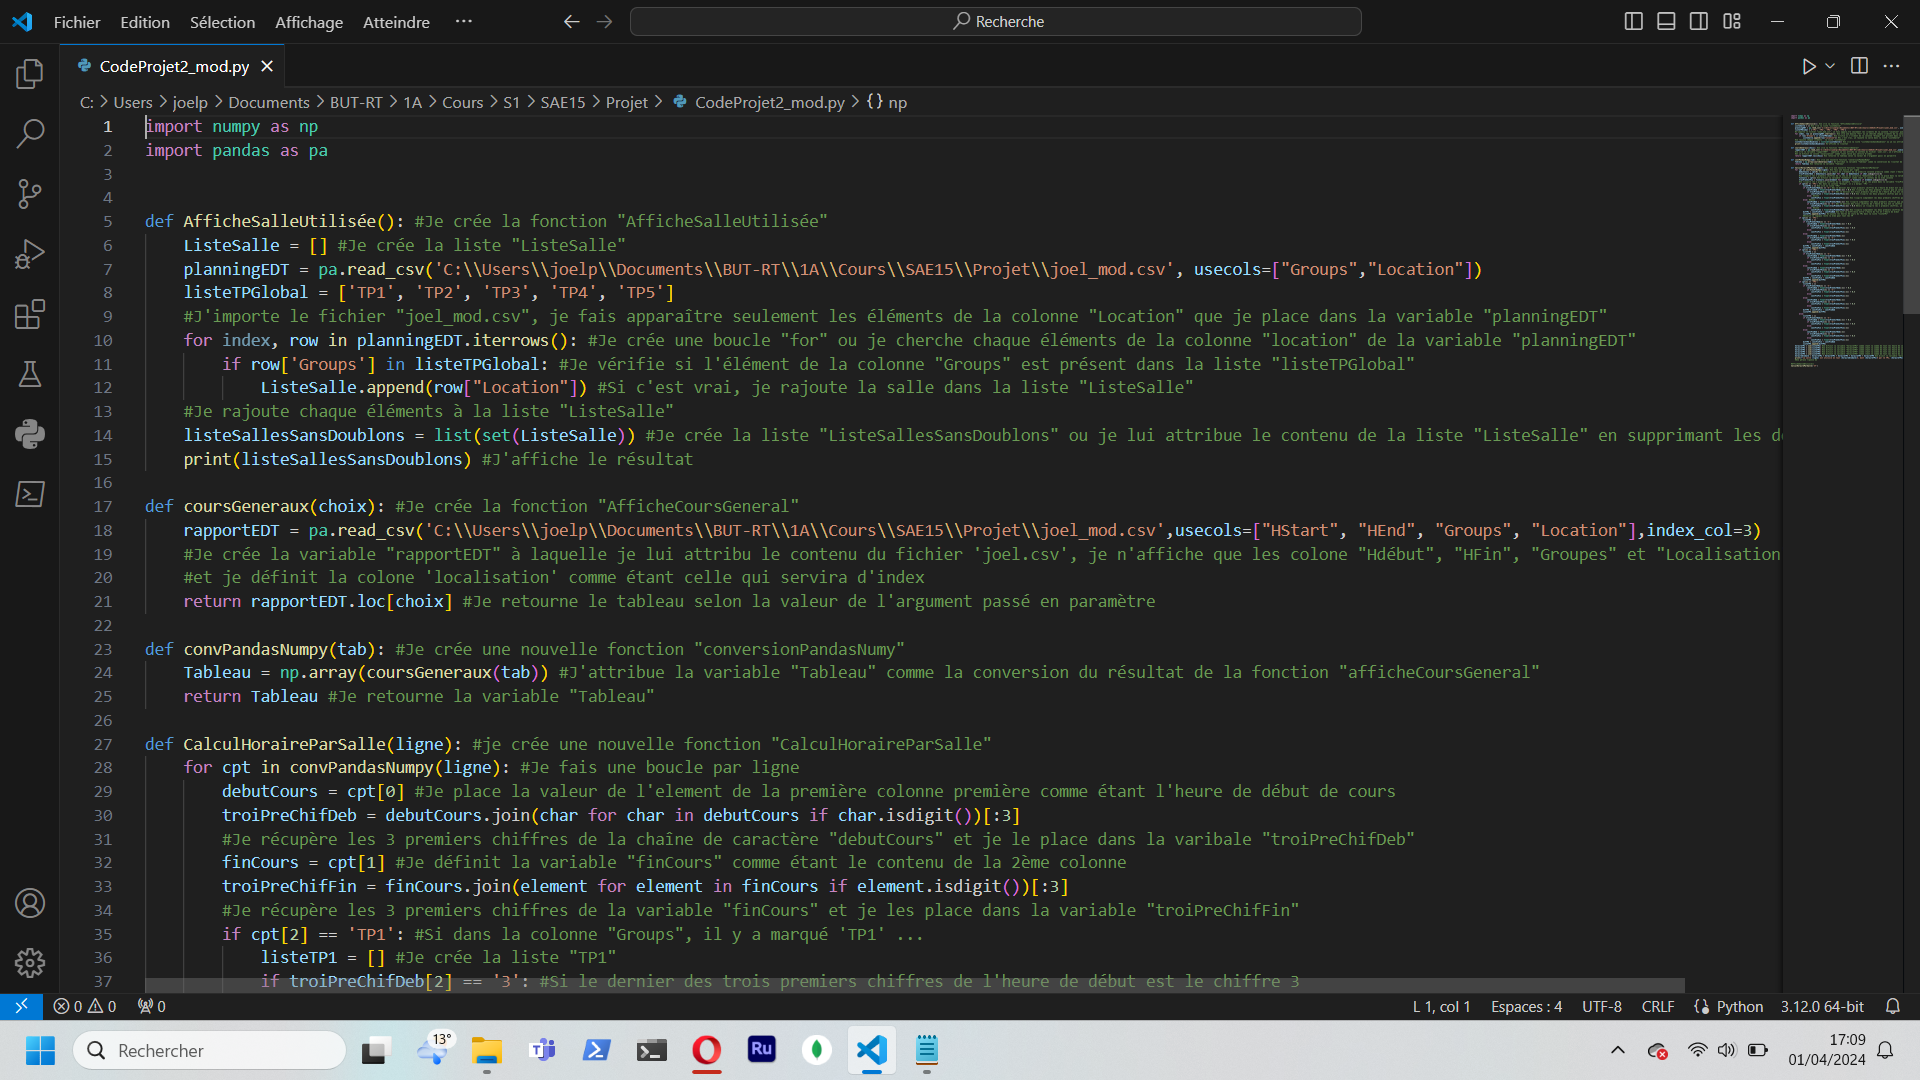 Fichier Edition Sélection Affichage Atteindre ··· Recherche
CodeProjet2_mod.py
C: > Users > joelp > Documents > BUT-RT > 1A > Cours > S1 > SAE15 > Projet > CodeProjet2_mod.py > {} np
1 import numpy as np
2 import pandas as pa
3
4
5 def AfficheSalleUtilisée(): #Je crée la fonction "AfficheSalleUtilisée"
6 ListeSalle = [] #Je crée la liste "ListeSalle"
7 planningEDT = pa.read_csv('C:\\Users\\joelp\\Documents\\BUT-RT\\1A\\Cours\\SAE15\\Projet\\joel_mod.csv', usecols=["Groups","Location"])
8 listeTPGlobal = ['TP1', 'TP2', 'TP3', 'TP4', 'TP5']
9 #J'importe le fichier "joel_mod.csv", je fais apparaître seulement les éléments de la colonne "Location" que je place dans la variable "planningEDT"
10 for index, row in planningEDT.iterrows(): #Je crée une boucle "for" ou je cherche chaque éléments de la colonne "location" de la variable "planningEDT"
11 if row['Groups'] in listeTPGlobal: #Je vérifie si l'élément de la colonne "Groups" est présent dans la liste "listeTPGlobal"
12 ListeSalle.append(row["Location"]) #Si c'est vrai, je rajoute la salle dans la liste "ListeSalle"
13 #Je rajoute chaque éléments à la liste "ListeSalle"
14 listeSallesSansDoublons = list(set(ListeSalle)) #Je crée la liste "ListeSallesSansDoublons" ou je lui attribue le contenu de la liste "ListeSalle" en supprimant les d
15 print(listeSallesSansDoublons) #J'affiche le résultat
16
17 def coursGeneraux(choix): #Je crée la fonction "AfficheCoursGeneral"
18 rapportEDT = pa.read_csv('C:\\Users\\joelp\\Documents\\BUT-RT\\1A\\Cours\\SAE15\\Projet\\joel_mod.csv',usecols=["HStart", "HEnd", "Groups", "Location"],index_col=3)
19 #Je crée la variable "rapportEDT" à laquelle je lui attribu le contenu du fichier 'joel.csv', je n'affiche que les colone "Hdébut", "HFin", "Groupes" et "Localisation
20 #et je définit la colone 'localisation' comme étant celle qui servira d'index
21 return rapportEDT.loc[choix] #Je retourne le tableau selon la valeur de l'argument passé en paramètre
22
23 def convPandasNumpy(tab): #Je crée une nouvelle fonction "conversionPandasNumy"
24 Tableau = np.array(coursGeneraux(tab)) #J'attribue la variable "Tableau" comme la conversion du résultat de la fonction "afficheCoursGeneral"
25 return Tableau #Je retourne la variable "Tableau"
26
27 def CalculHoraireParSalle(ligne): #je crée une nouvelle fonction "CalculHoraireParSalle"
28 for cpt in convPandasNumpy(ligne): #Je fais une boucle par ligne
29 debutCours = cpt[0] #Je place la valeur de l'element de la première colonne première comme étant l'heure de début de cours
30 troiPreChifDeb = debutCours.join(char for char in debutCours if char.isdigit())[:3]
31 #Je récupère les 3 premiers chiffres de la chaîne de caractère "debutCours" et je le place dans la varibale "troiPreChifDeb"
32 finCours = cpt[1] #Je définit la variable "finCours" comme étant le contenu de la 2ème colonne
33 troiPreChifFin = finCours.join(element for element in finCours if element.isdigit())[:3]
34 #Je récupère les 3 premiers chiffres de la variable "finCours" et je les place dans la variable "troiPreChifFin"
35 if cpt[2] == 'TP1': #Si dans la colonne "Groups", il y a marqué 'TP1' ...
36 listeTP1 = [] #Je crée la liste "TP1"
37 if troiPreChifDeb[2] == '3': #Si le dernier des trois premiers chiffres de l'heure de début est le chiffre 3
0 0 0 L 1, col 1 Espaces : 4 UTF-8 CRLF {} Python 3.12.0 64-bit
Rechercher 13° Ru 17:09
01/04/2024